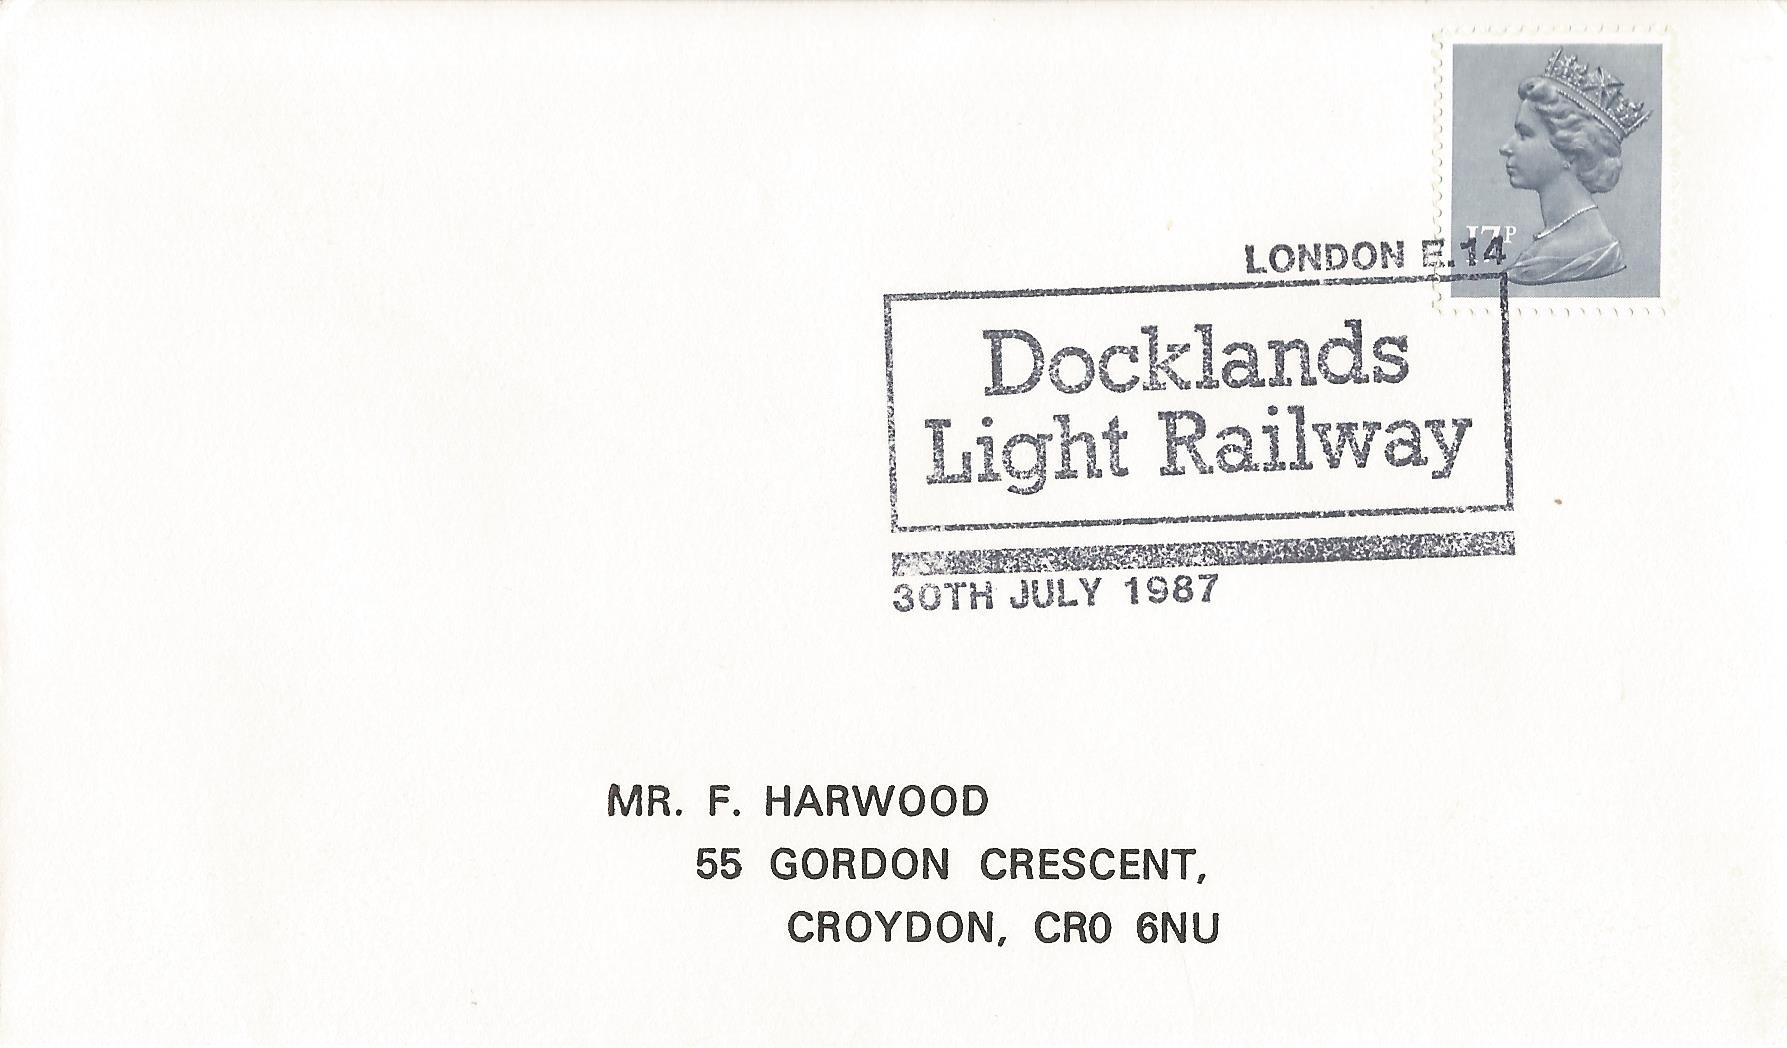 17P
LONDON E.14
Docklands
Light Railway
30TH JULY 1987
MR. F. HARWOOD
55 GORDON CRESCENT,
CROYDON, CR0 6NU